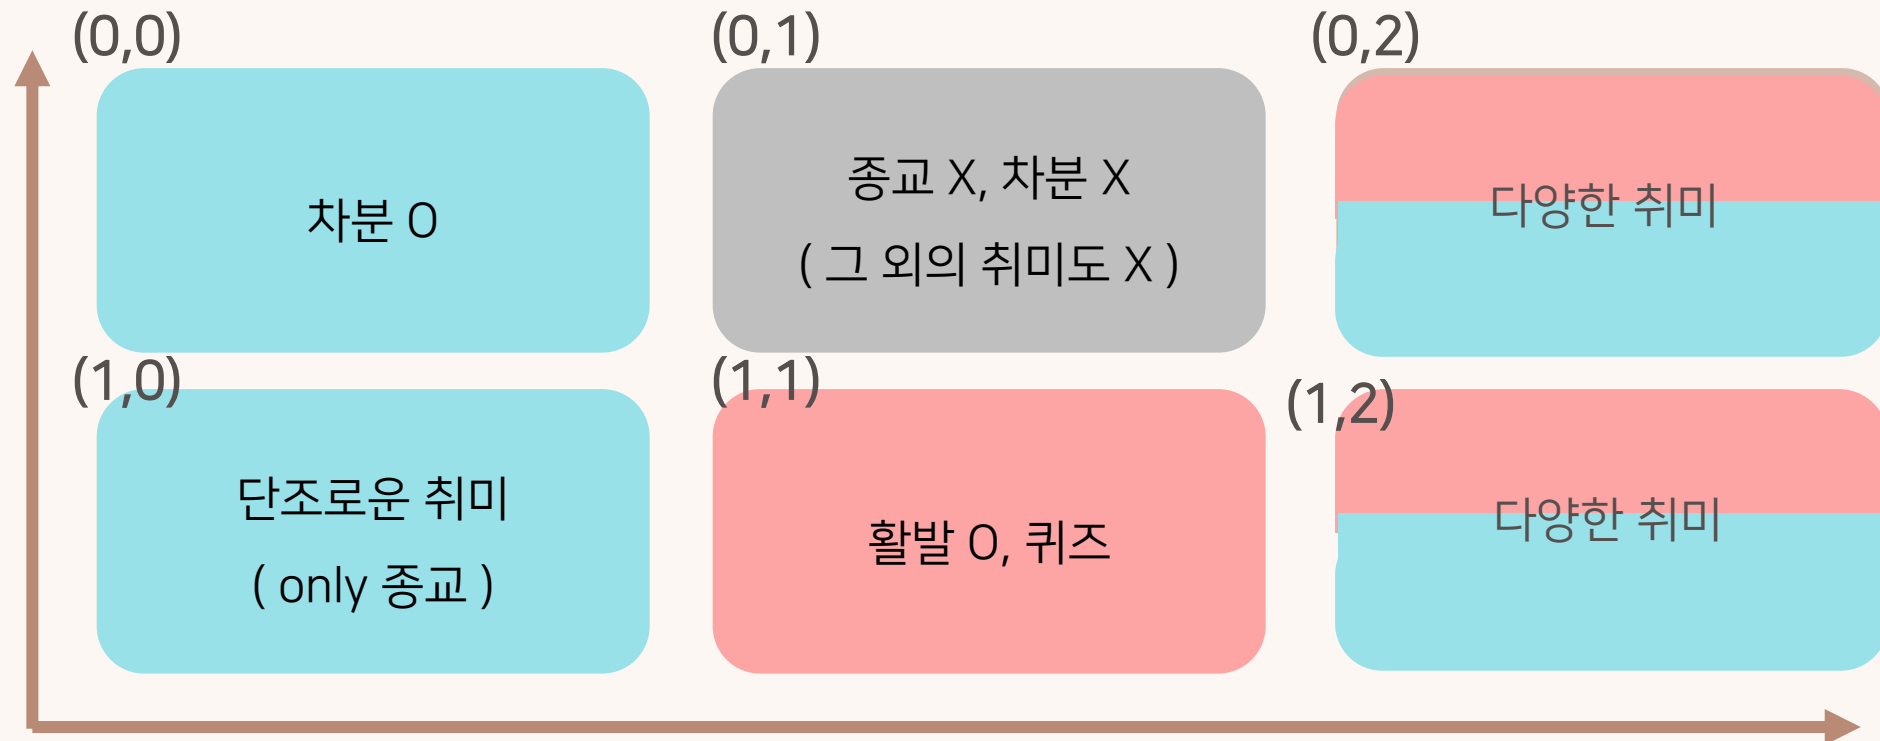 (0,0)
(0,1)
(0,2)
차분 O
종교 X, 차분 X
( 그 외의 취미도 X )
다양한 취미
(1,0)
(1,1)
(1,2)
단조로운 취미
( only 종교 )
활발 O, 퀴즈
다양한 취미